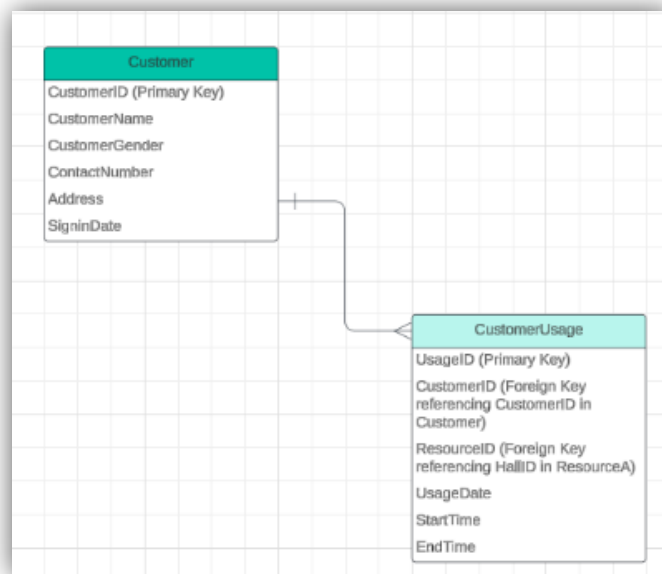 Customer
CustomerID (Primary Key)
CustomerName
CustomerGender
ContactNumber
Address
SigninDate
CustomerUsage
UsageID (Primary Key)
CustomerID (Foreign Key
referencing CustomerID in
Customer)
ResourceID (Foreign Key
referencing HallID in ResourceA)
UsageDate
StartTime
EndTime